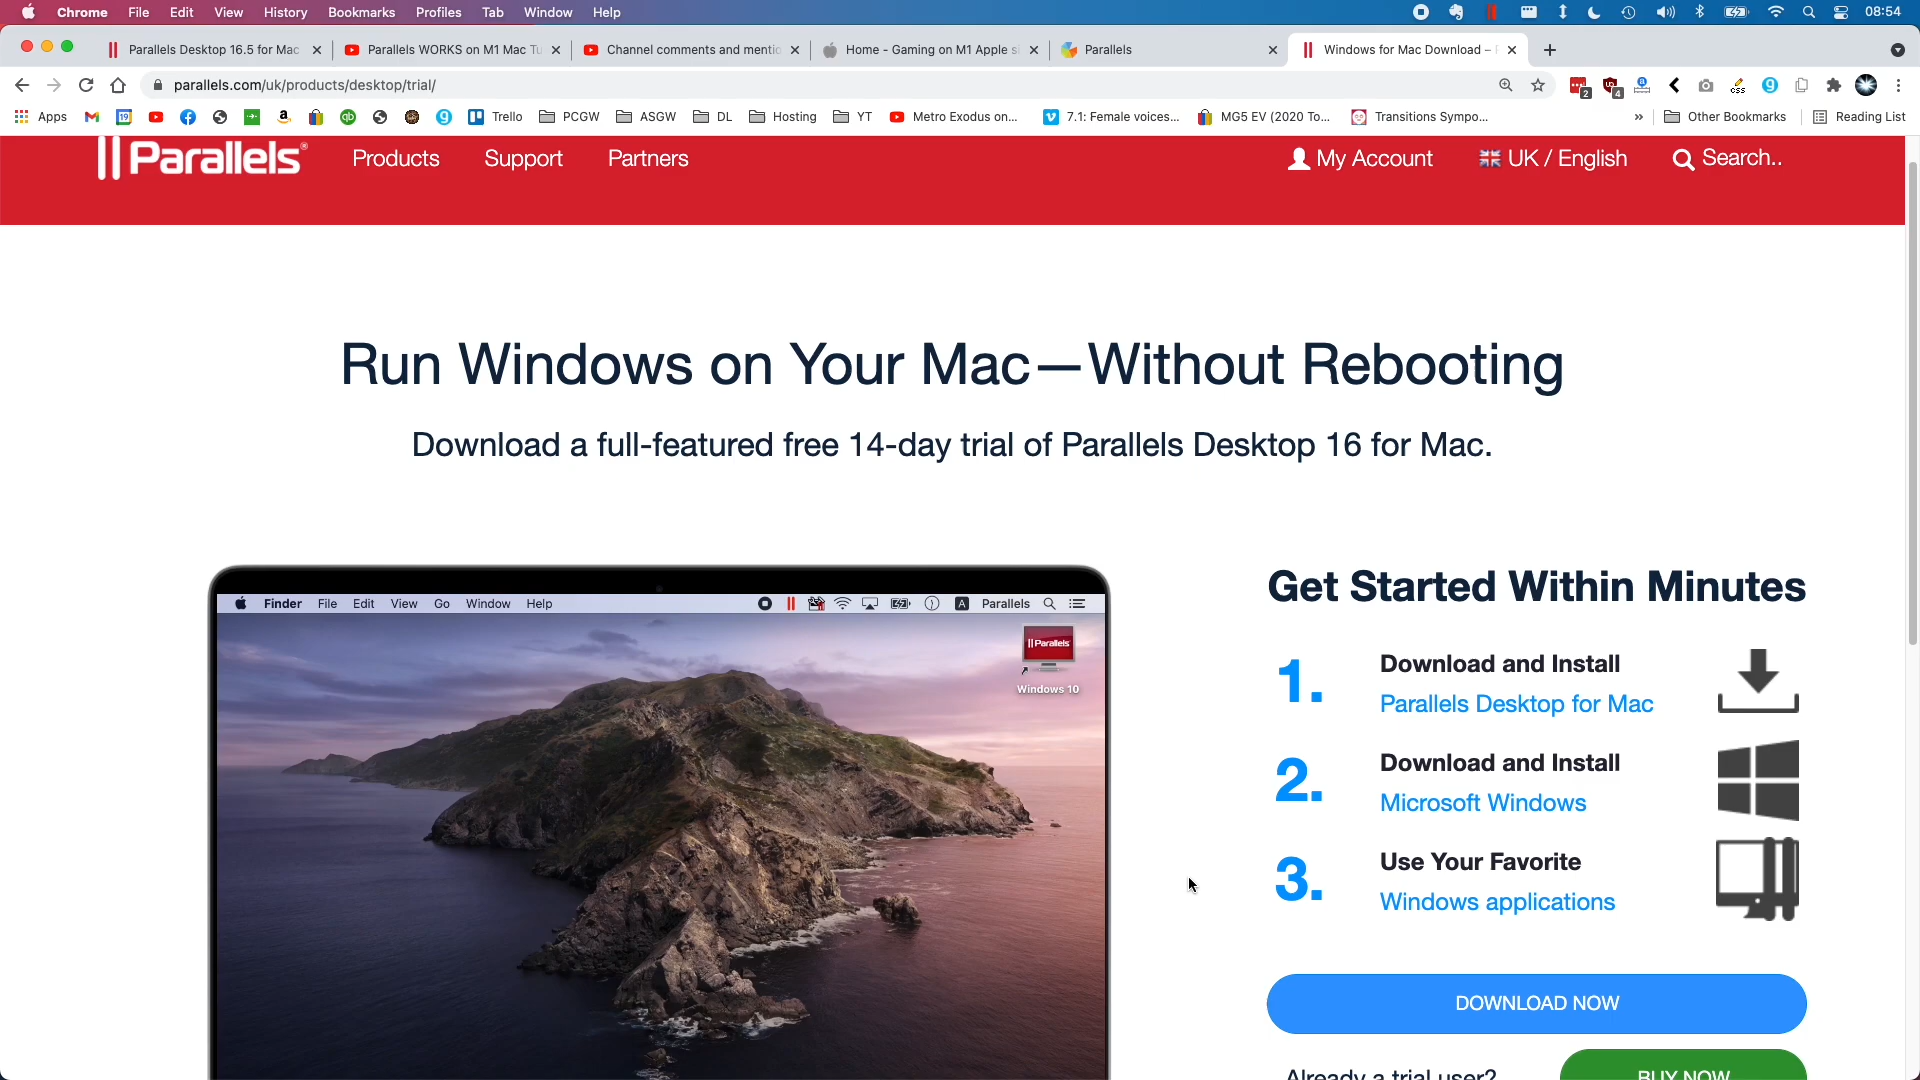 Chrome File Edit View History Bookmarks Profiles Tab Window Help 08:54
Parallels Desktop 16.5 for Mac Parallels WORKS on M1 Mac Tu Channel comments and mentio Home - Gaming on M1 Apple si Parallels Windows for Mac Download –
parallels.com/uk/products/desktop/trial/
Apps Trello PCGW ASGW DL Hosting YT Metro Exodus on... 7.1: Female voices... MG5 EV (2020 To... Transitions Sympo... » Other Bookmarks Reading List
Parallels® Products Support Partners My Account UK / English Search..
Run Windows on Your Mac—Without Rebooting
Download a full-featured free 14-day trial of Parallels Desktop 16 for Mac.
Finder File Edit View Go Window Help A Parallels
Parallels
Windows 10
Get Started Within Minutes
1. Download and Install
Parallels Desktop for Mac
2. Download and Install
Microsoft Windows
3. Use Your Favorite
Windows applications
DOWNLOAD NOW
Already a trial user? BUY NOW